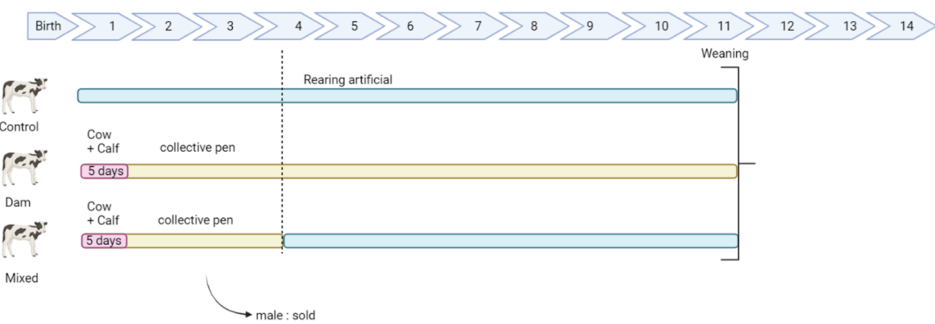 Birth 1 2 3 4 5 6 7 8 9 10 11 12 13 14
Weaning
Rearing artificial
Control
Cow
+ Calf
collective pen
5 days
Dam
Cow
+ Calf
collective pen
5 days
Mixed
male : sold